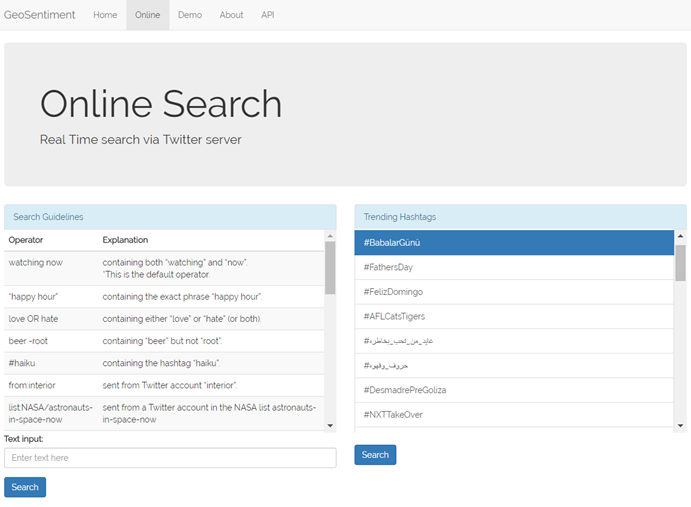 GeoSentiment Home Online Demo About API
Online Search
Real Time search via Twitter server
Search Guidelines
Operator Explanation
watching now containing both “watching” and “now”.
“This is the default operator.
“happy hour” containing the exact phrase “happy hour”.
love OR hate containing either “love” or “hate” (or both).
beer -root containing “beer” but not “root”.
#haiku containing the hashtag “haiku”.
from:interior sent from Twitter account “interior”.
list:NASA/astronauts- sent from a Twitter account in the NASA list astronauts-
in-space-now in-space-now
Text input:
Enter text here
Search
Trending Hashtags
#BabalarGünü
#FathersDay
#FelizDomingo
#AFLCatsTigers
#عايد_من_تحب_بخاطره
#حروف_وقهوه
#DesmadrePreGoliza
#NXTTakeOver
Search